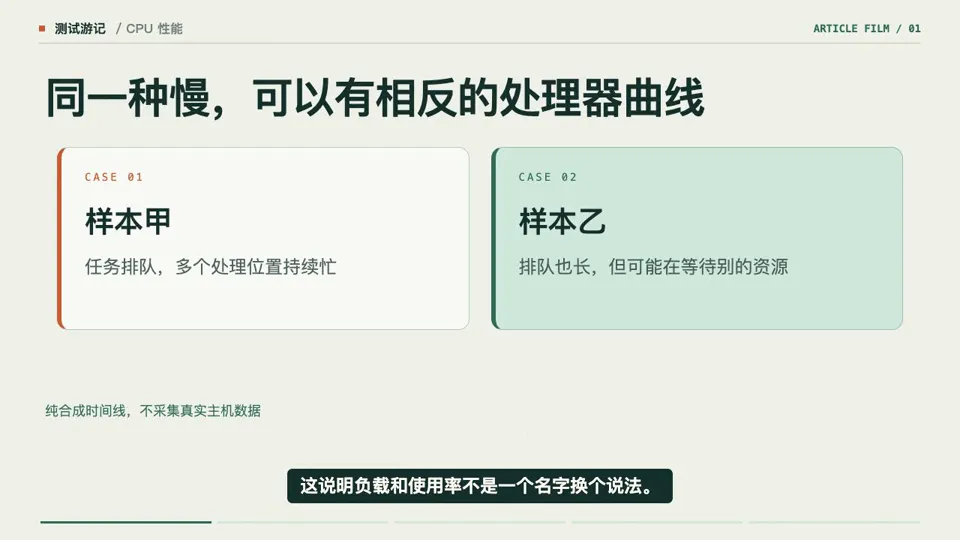 测试游记 / CPU 性能
ARTICLE FILM / 01
同一种慢，可以有相反的处理器曲线
CASE 01
样本甲
任务排队，多个处理位置持续忙
CASE 02
样本乙
排队也长，但可能在等待别的资源
纯合成时间线，不采集真实主机数据
这说明负载和使用率不是一个名字换个说法。